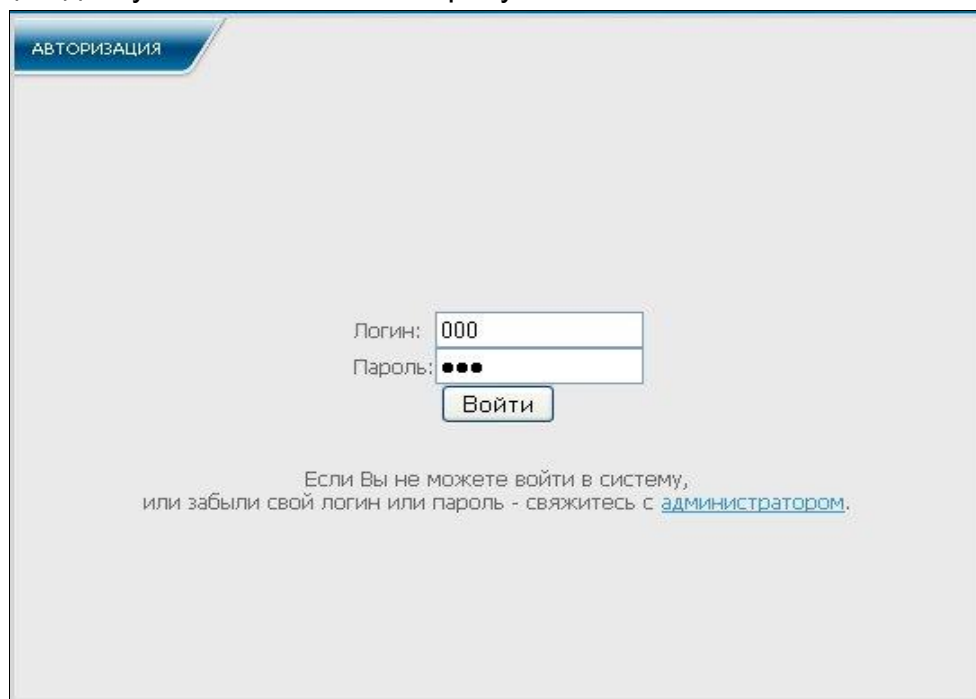 АВТОРИЗАЦИЯ
Логин: 000
Пароль: ●●●
Войти
Если Вы не можете войти в систему,
или забыли свой логин или пароль - свяжитесь с администратором.